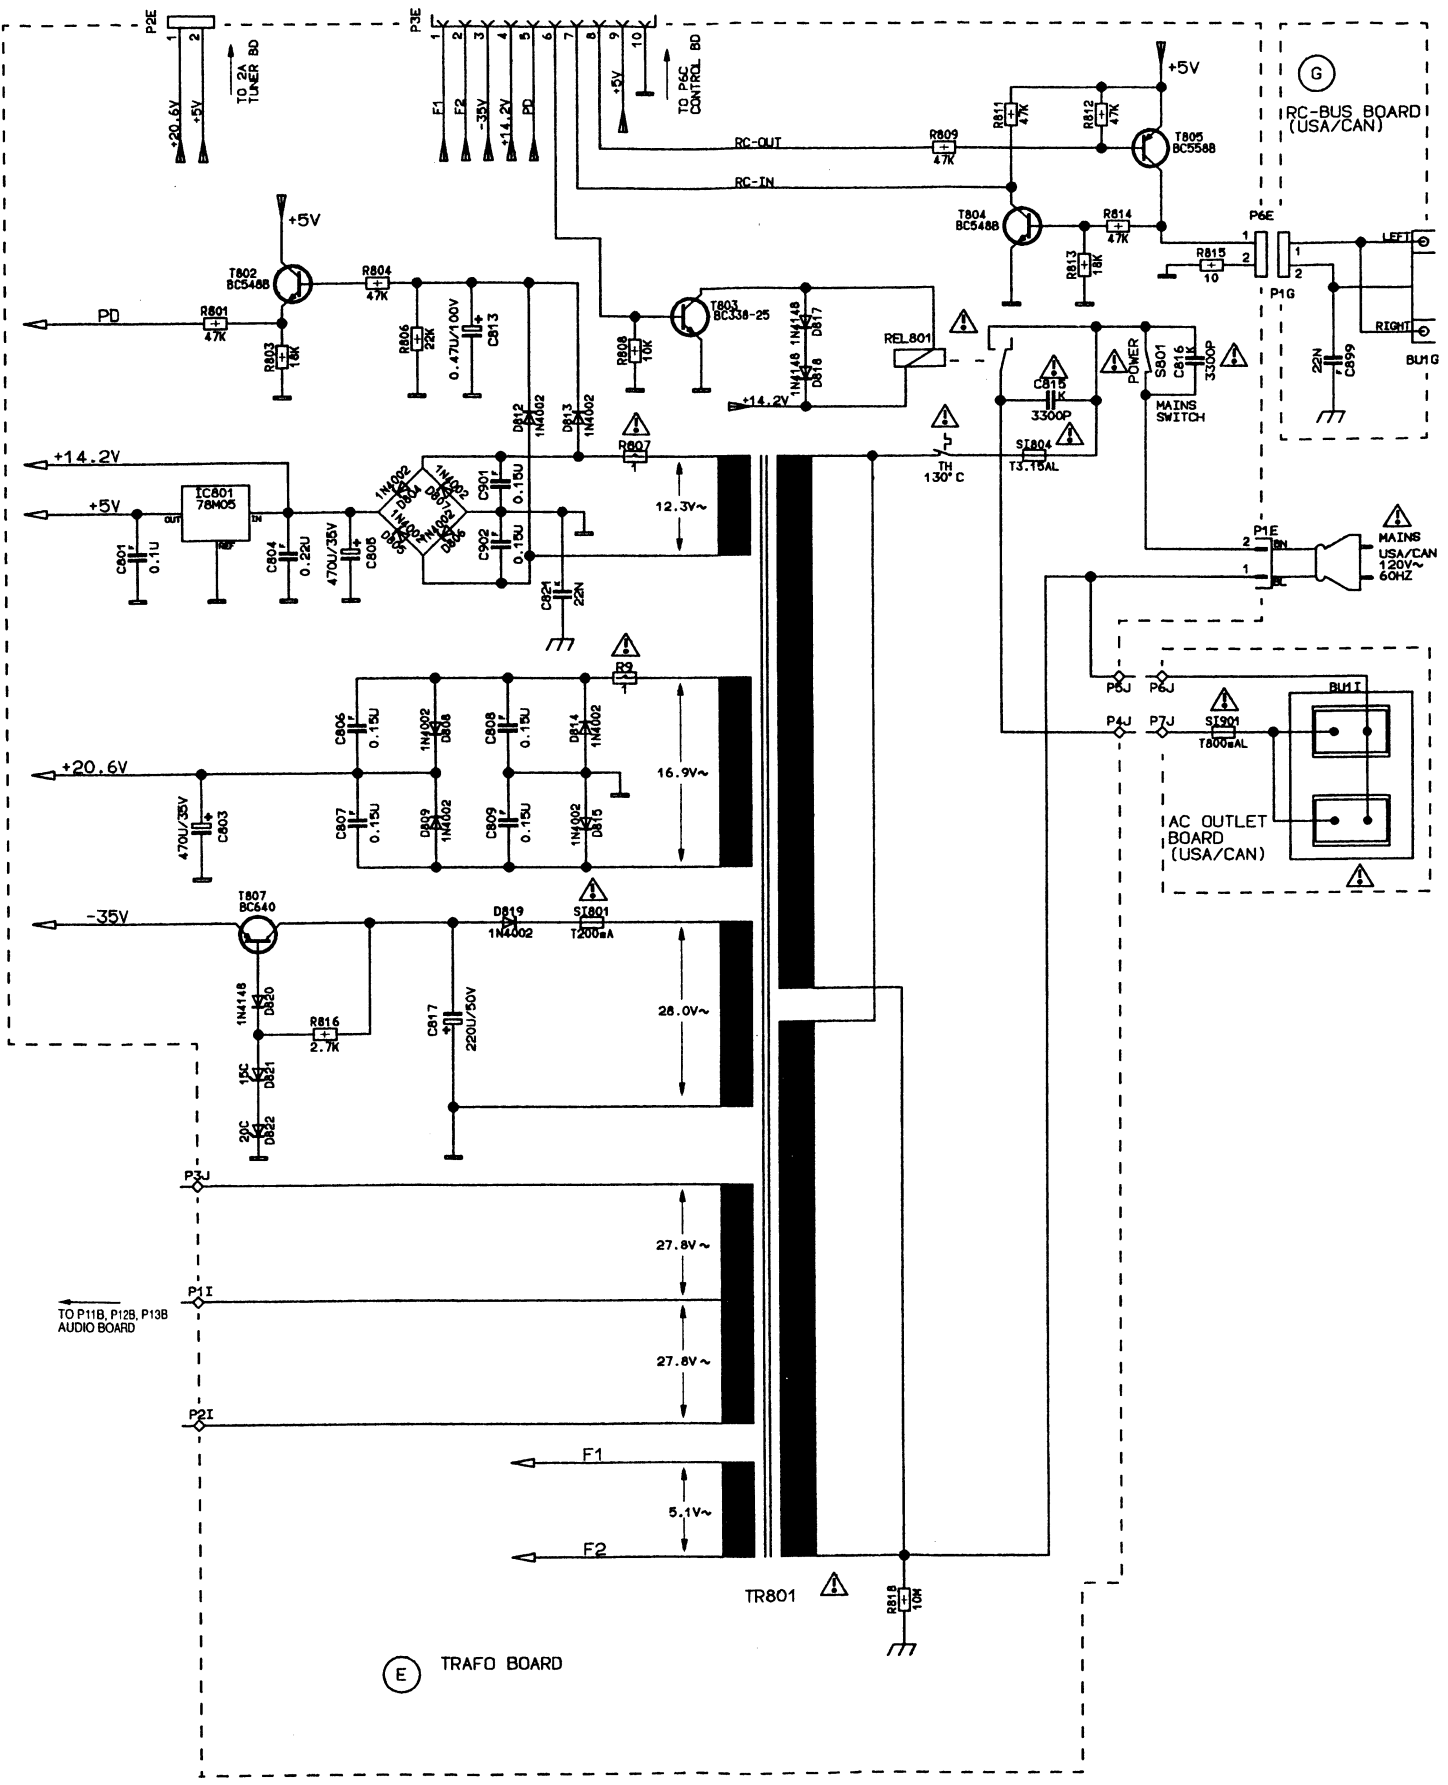 P2E
1
2
+20.6V
+5V
TO 2A
TUNER BD
P3E
1
2
3
4
5
6
7
8
9
10
F1
F2
-35V
+14.2V
PD
+5V
TO P6C
CONTROL BD
RC-OUT
RC-IN
R809
47K
R811
47K
R812
47K
+5V
T805
BC558B
T804
BC548B
R814
47K
R813
18K
P6E
1
2
R815
10
P1G
1
2
G
RC-BUS BOARD
(USA/CAN)
LEFT
RIGHT
BU1G
22N
C899
+5V
T802
BC548B
R804
47K
PD
R801
47K
R803
18K
R806
22K
0.47U/100V
C813
R808
10K
T803
BC338-25
1N4148
D817
1N4148
D818
+14.2V
REL801
C815
K
3300P
POWER
S801
C816
K
3300P
MAINS
SWITCH
SI804
T3.15AL
TH
130°C
D812
1N4002
D813
1N4002
R807
1
+14.2V
+5V
IC801
78M05
OUT
IN
REF
C801
0.1U
C804
0.22U
470U/35V
C805
1N4002
D804
1N4002
D807
1N4002
D805
1N4002
D806
C901
0.15U
C902
0.15U
C821
K
22N
12.3V~
P1E
2
BN
1
BL
MAINS
USA/CAN
120V~
60HZ
R9
1
C806
0.15U
1N4002
D808
C808
0.15U
D814
1N4002
+20.6V
470U/35V
C803
C807
0.15U
D809
1N4002
C809
0.15U
1N4002
D815
16.9V~
P5J
P6J
P4J
P7J
SI901
T800mAL
BU1I
AC OUTLET
BOARD
(USA/CAN)
T807
BC640
-35V
D819
1N4002
SI801
T200mA
1N4148
D820
R816
2.7K
C817
220U/50V
15C
D821
20C
D822
28.0V~
P3J
27.8V~
P1I
TO P11B, P12B, P13B
AUDIO BOARD
27.8V~
P2I
F1
5.1V~
F2
TR801
R818
10M
E
TRAFO BOARD